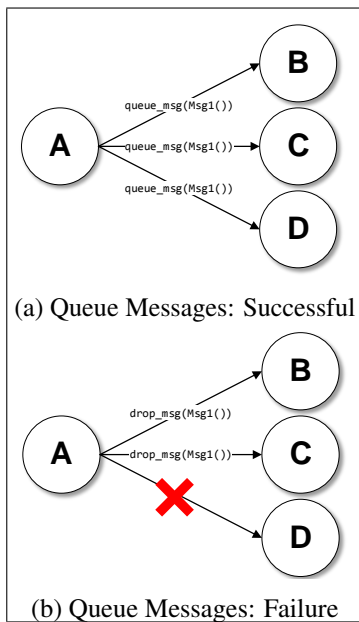 B
queue_msg(Msg1())
A
queue_msg(Msg1())
C
queue_msg(Msg1())
D
(a) Queue Messages: Successful
B
drop_msg(Msg1())
A
drop_msg(Msg1())
C
D
(b) Queue Messages: Failure